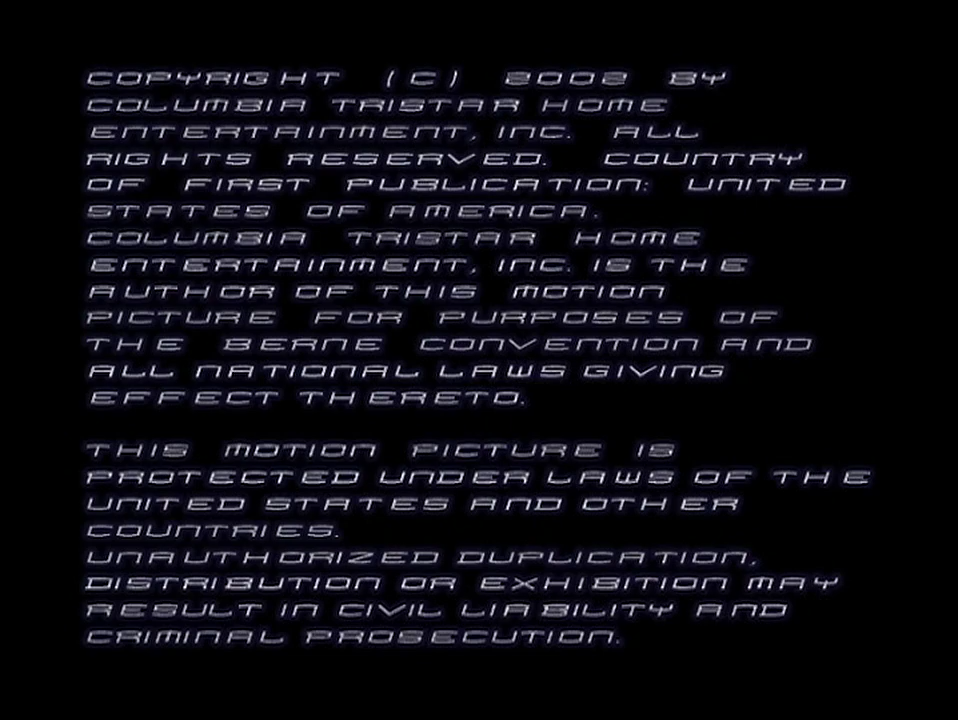 COPYRIGHT (C) 2002 BY
COLUMBIA TRISTAR HOME
ENTERTAINMENT, INC. ALL
RIGHTS RESERVED. COUNTRY
OF FIRST PUBLICATION: UNITED
STATES OF AMERICA.
COLUMBIA TRISTAR HOME
ENTERTAINMENT, INC. IS THE
AUTHOR OF THIS MOTION
PICTURE FOR PURPOSES OF
THE BERNE CONVENTION AND
ALL NATIONAL LAWS GIVING
EFFECT THERETO.
THIS MOTION PICTURE IS
PROTECTED UNDER LAWS OF THE
UNITED STATES AND OTHER
COUNTRIES.
UNAUTHORIZED DUPLICATION,
DISTRIBUTION OR EXHIBITION MAY
RESULT IN CIVIL LIABILITY AND
CRIMINAL PROSECUTION.